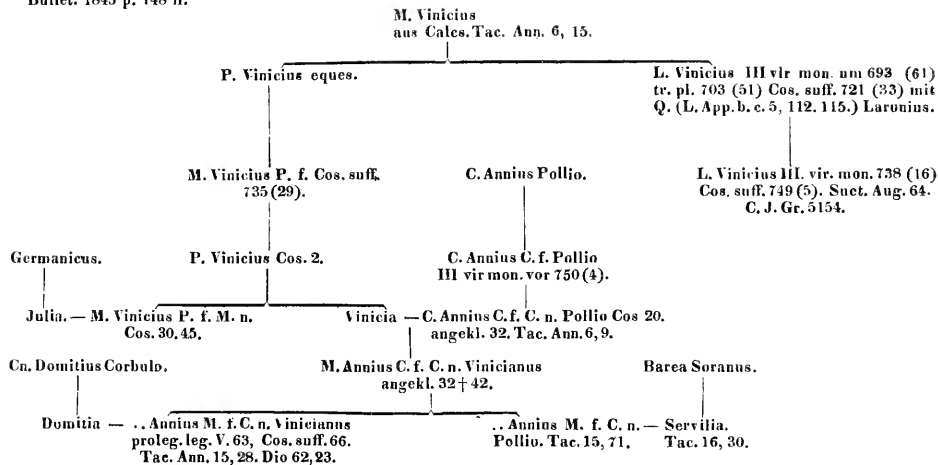 Bullet. 1845 p. 148 ff.
M. Vinicius
aus Cales. Tac. Ann. 6, 15.
P. Vinicius eques.
L. Vinicius III vir mon. um 693 (61)
tr. pl. 703 (51) Cos. suff. 721 (33) mit
Q. (L. App. b. c. 5, 112. 115.) Laronius.
M. Vinicius P. f. Cos. suff.
735 (29).
C. Annius Pollio.
L. Vinicius III. vir. mon. 738 (16)
Cos. suff. 749 (5). Suet. Aug. 64.
C. J. Gr. 5154.
Germanicus.
P. Vinicius Cos. 2.
C. Annius C. f. Pollio
III vir mon. vor 750 (4).
Julia. — M. Vinicius P. f. M. n.
Cos. 30. 45.
Vinicia — C. Annius C. f. C. n. Pollio Cos 20.
angekl. 32. Tac. Ann. 6, 9.
Cn. Domitius Corbulo.
M. Annius C. f. C. n. Vinicianus
angekl. 32 † 42.
Barea Soranus.
Domitia — . . Annius M. f. C. n. Vinicianus
proleg. leg. V. 63, Cos. suff. 66.
Tac. Ann. 15, 28. Dio 62, 23.
. . Annius M. f. C. n. — Servilia.
Pollio. Tac. 15, 71. Tac. 16, 30.